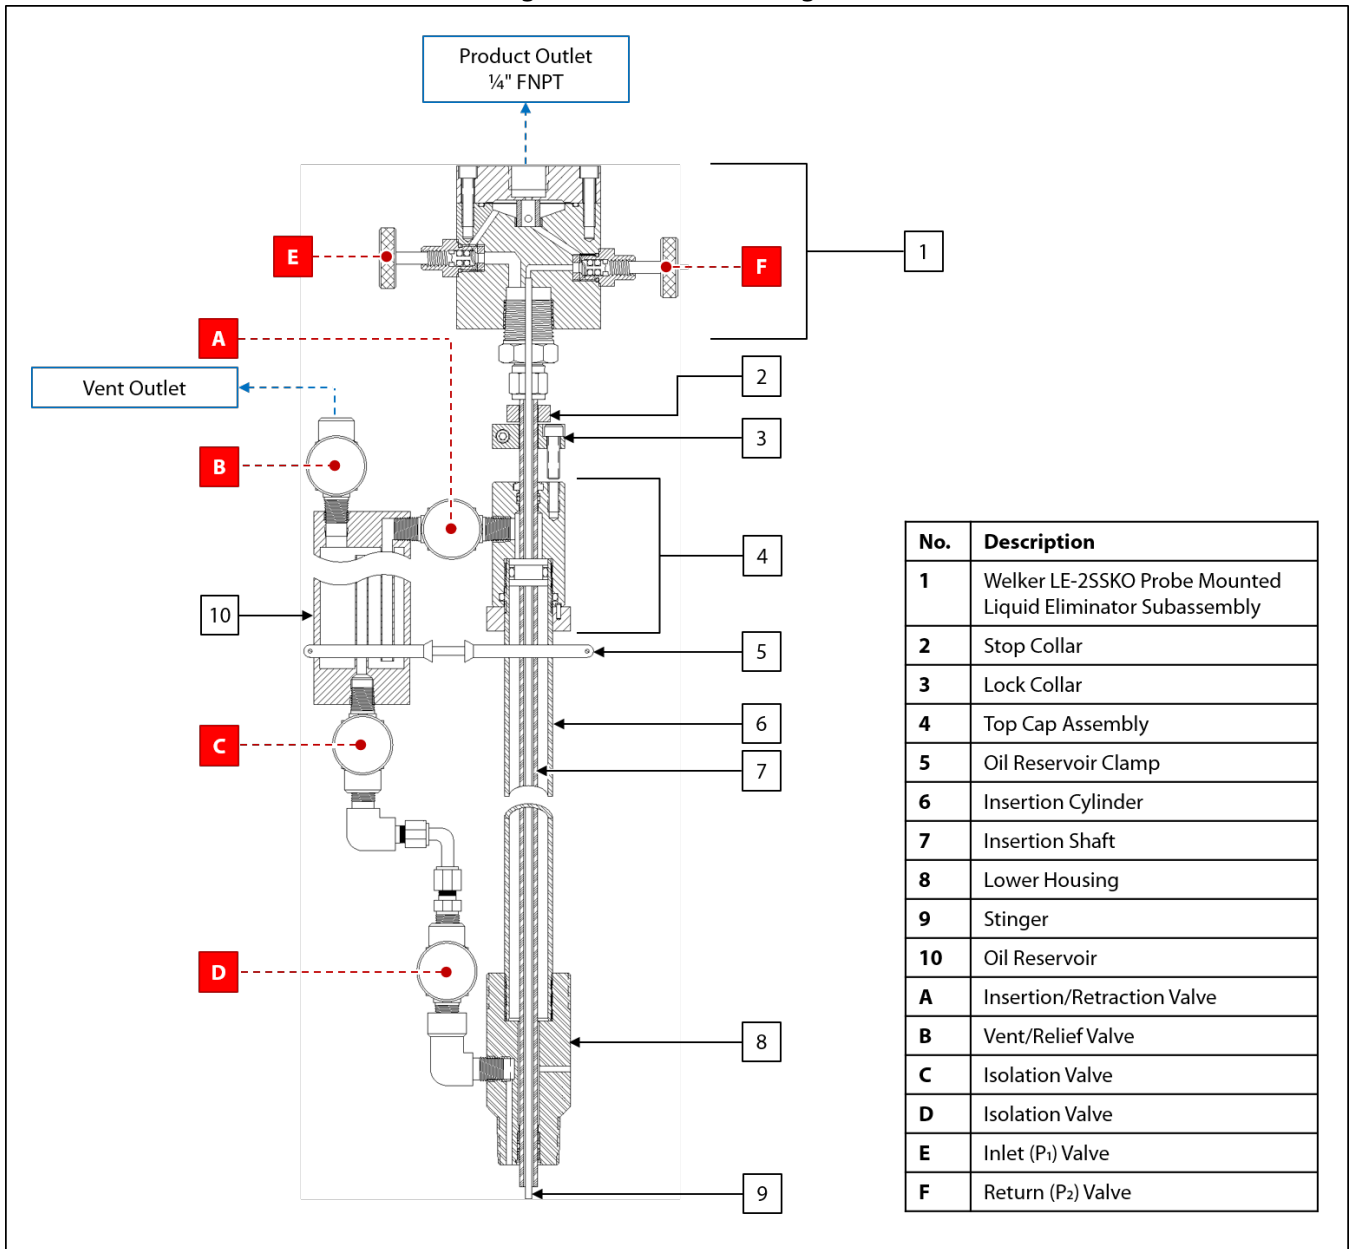 Product Outlet
¼" FNPT
E
F
1
A
2
Vent Outlet
3
B
4
10
5
C
6
7
D
8
9
No. Description
1 Welker LE-2SSKO Probe Mounted
Liquid Eliminator Subassembly
2 Stop Collar
3 Lock Collar
4 Top Cap Assembly
5 Oil Reservoir Clamp
6 Insertion Cylinder
7 Insertion Shaft
8 Lower Housing
9 Stinger
10 Oil Reservoir
A Insertion/Retraction Valve
B Vent/Relief Valve
C Isolation Valve
D Isolation Valve
E Inlet (P₁) Valve
F Return (P₂) Valve